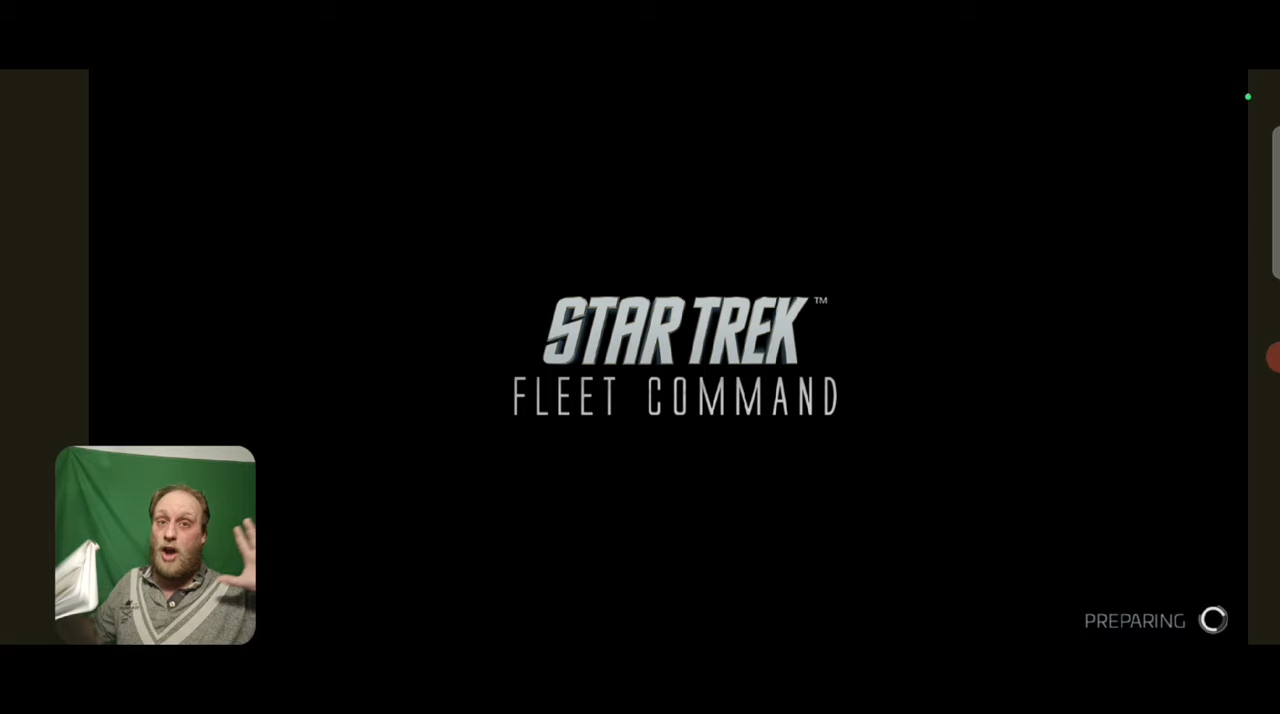 STAR TREK™
FLEET COMMAND
PREPARING